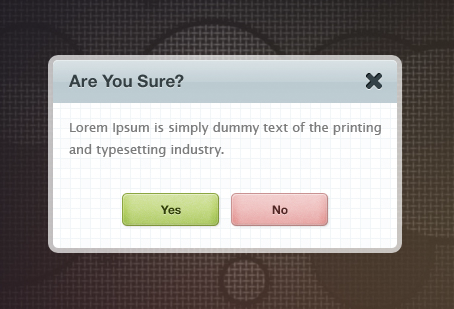 Are You Sure?
Lorem Ipsum is simply dummy text of the printing
and typesetting industry.
Yes
No